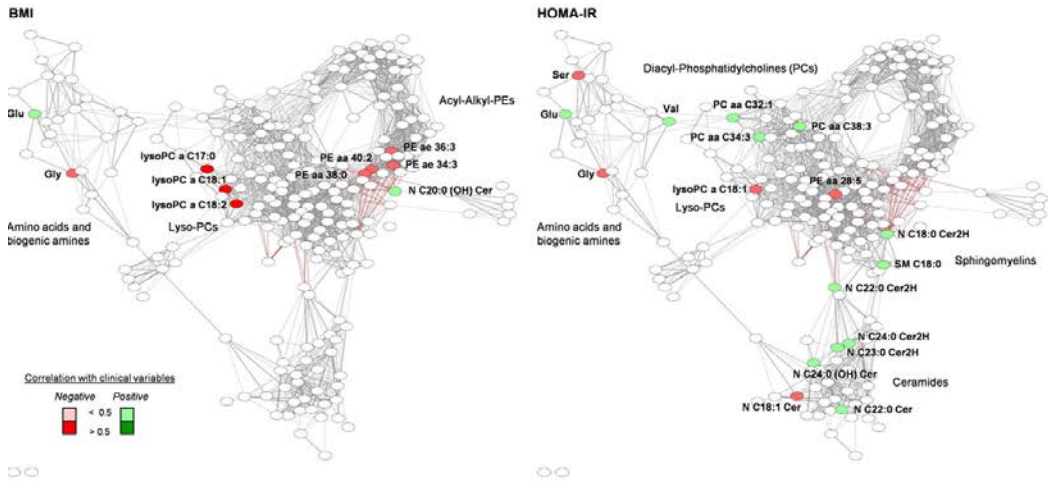 BMI
Glu
Gly
lysoPC a C17:0
lysoPC a C18:1
lysoPC a C18:2
Lyso-PCs
Amino acids and
biogenic amines
Acyl-Alkyl-PEs
PE ae 36:3
PE aa 40:2
PE ae 34:3
PE aa 38:0
N C20:0 (OH) Cer
Correlation with clinical variables
Negative Positive
< 0.5
> 0.5
HOMA-IR
Ser
Diacyl-Phosphatidylcholines (PCs)
Glu
Val
PC aa C32:1
PC aa C38:3
PC aa C34:3
Gly
lysoPC a C18:1
PE aa 28:5
Lyso-PCs
Amino acids and
biogenic amines
N C18:0 Cer2H
SM C18:0
Sphingomyelins
N C22:0 Cer2H
N C24:0 Cer2H
N C23:0 Cer2H
N C24:0 (OH) Cer
Ceramides
N C18:1 Cer
N C22:0 Cer